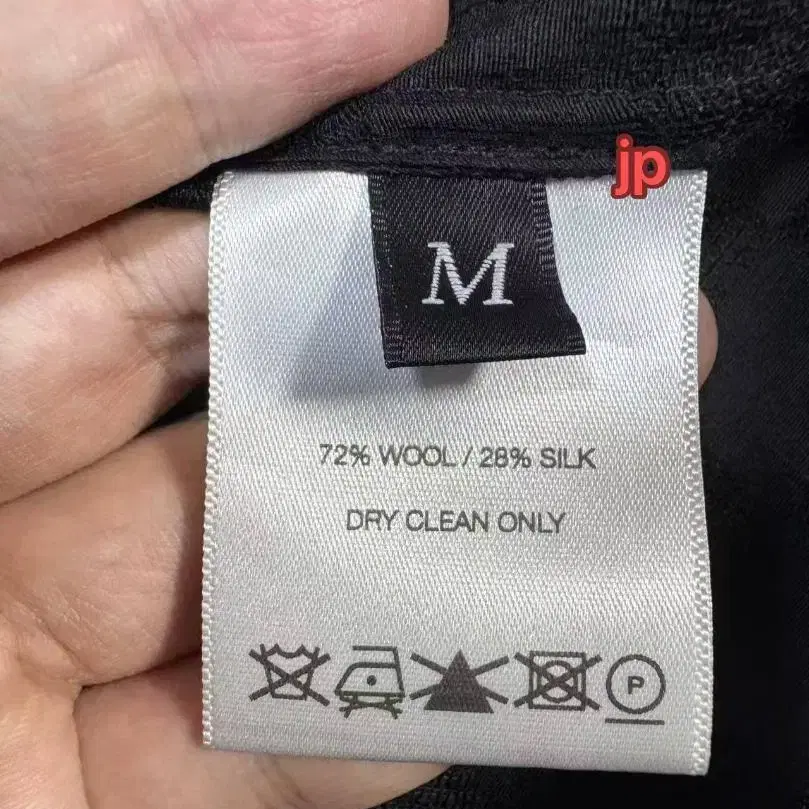 jp
M
72% WOOL / 28% SILK
DRY CLEAN ONLY
P